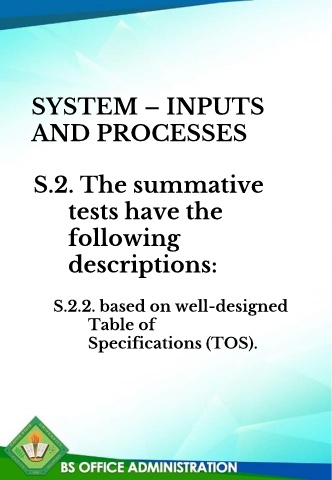 SYSTEM – INPUTS
AND PROCESSES
S.2. The summative
tests have the
following
descriptions:
S.2.2. based on well-designed
Table of
Specifications (TOS).
BS OFFICE ADMINISTRATION